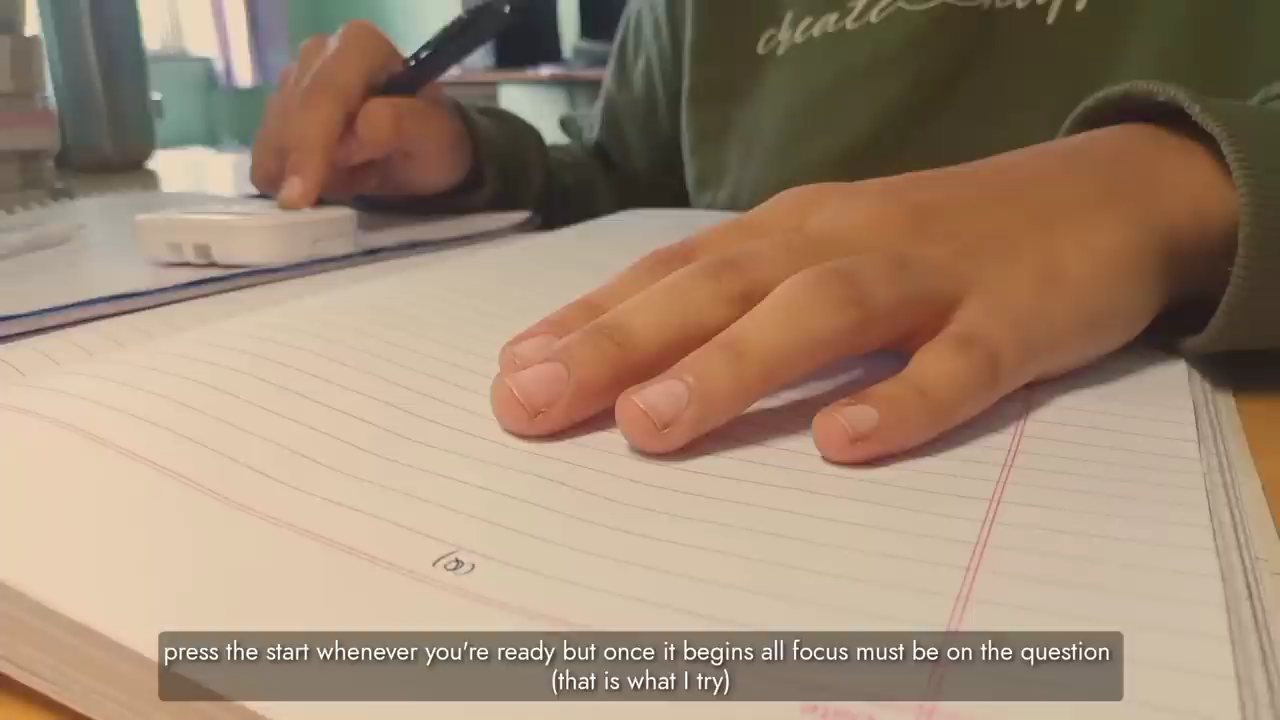 create
(a)
press the start whenever you're ready but once it begins all focus must be on the question
(that is what I try)